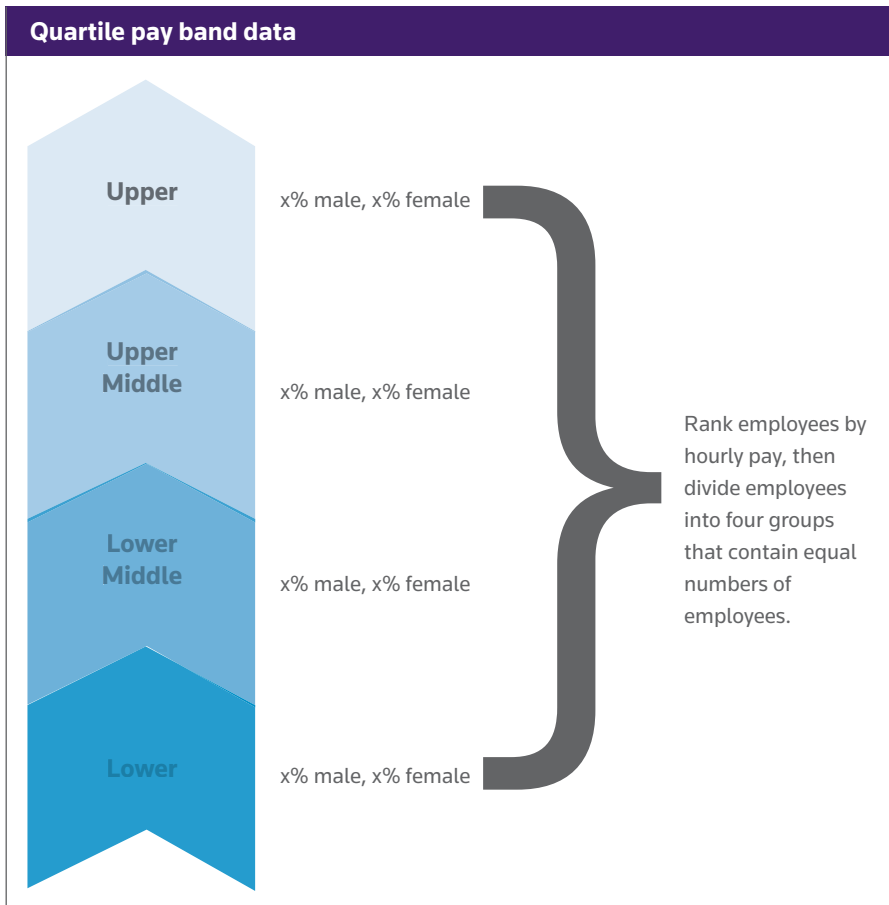 Quartile pay band data
Upper
x% male, x% female
Upper
Middle
x% male, x% female
Lower
Middle
x% male, x% female
Lower
x% male, x% female
Rank employees by
hourly pay, then
divide employees
into four groups
that contain equal
numbers of
employees.